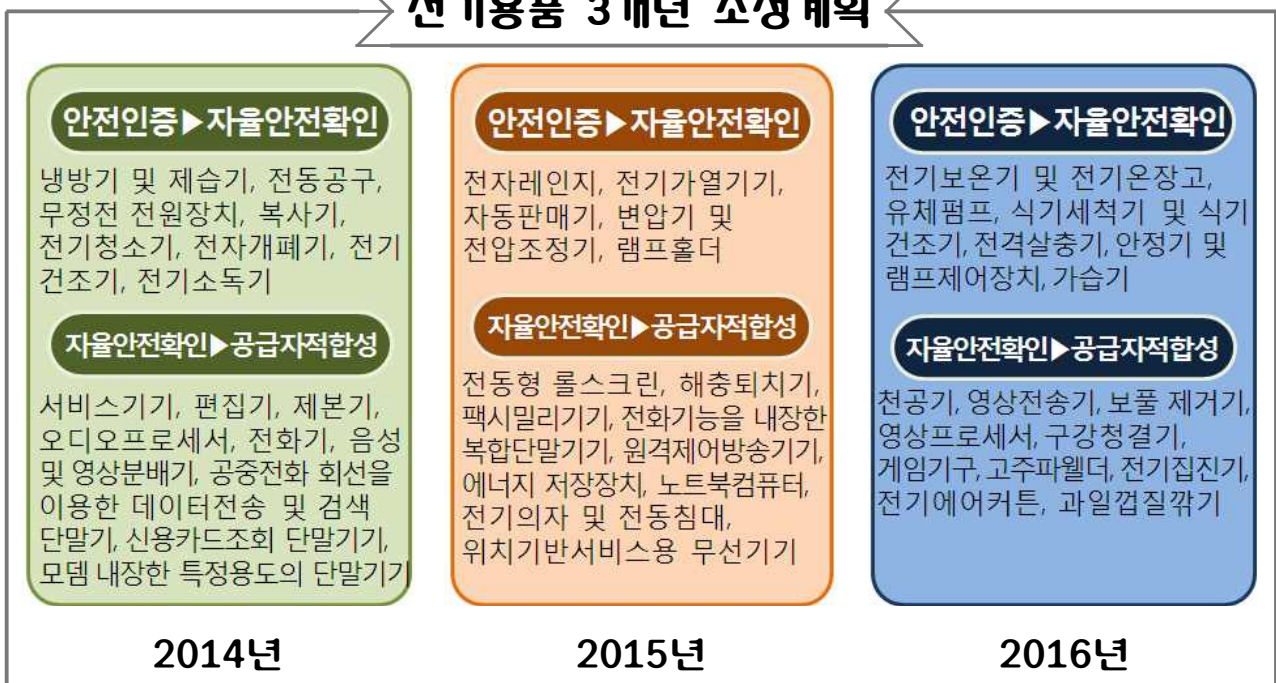 전기용품 3개년 조정계획
안전인증▶자율안전확인
냉방기 및 제습기, 전동공구,
무정전 전원장치, 복사기,
전기청소기, 전자개폐기, 전기
건조기, 전기소독기
자율안전확인▶공급자적합성
서비스기기, 편집기, 제본기,
오디오프로세서, 전화기, 음성
및 영상분배기, 공중전화 회선을
이용한 데이터전송 및 검색
단말기, 신용카드조회 단말기기,
모뎀 내장한 특정용도의 단말기기
2014년
안전인증▶자율안전확인
전자레인지, 전기가열기기,
자동판매기, 변압기 및
전압조정기, 램프홀더
자율안전확인▶공급자적합성
전동형 롤스크린, 해충퇴치기,
팩시밀리기기, 전화기능을 내장한
복합단말기기, 원격제어방송기기,
에너지 저장장치, 노트북컴퓨터,
전기의자 및 전동침대,
위치기반서비스용 무선기기
2015년
안전인증▶자율안전확인
전기보온기 및 전기온장고,
유체펌프, 식기세척기 및 식기
건조기, 전격살충기, 안정기 및
램프제어장치, 가습기
자율안전확인▶공급자적합성
천공기, 영상전송기, 보풀 제거기,
영상프로세서, 구강청결기,
게임기구, 고주파웰더, 전기집진기,
전기에어커튼, 과일껍질깎기
2016년